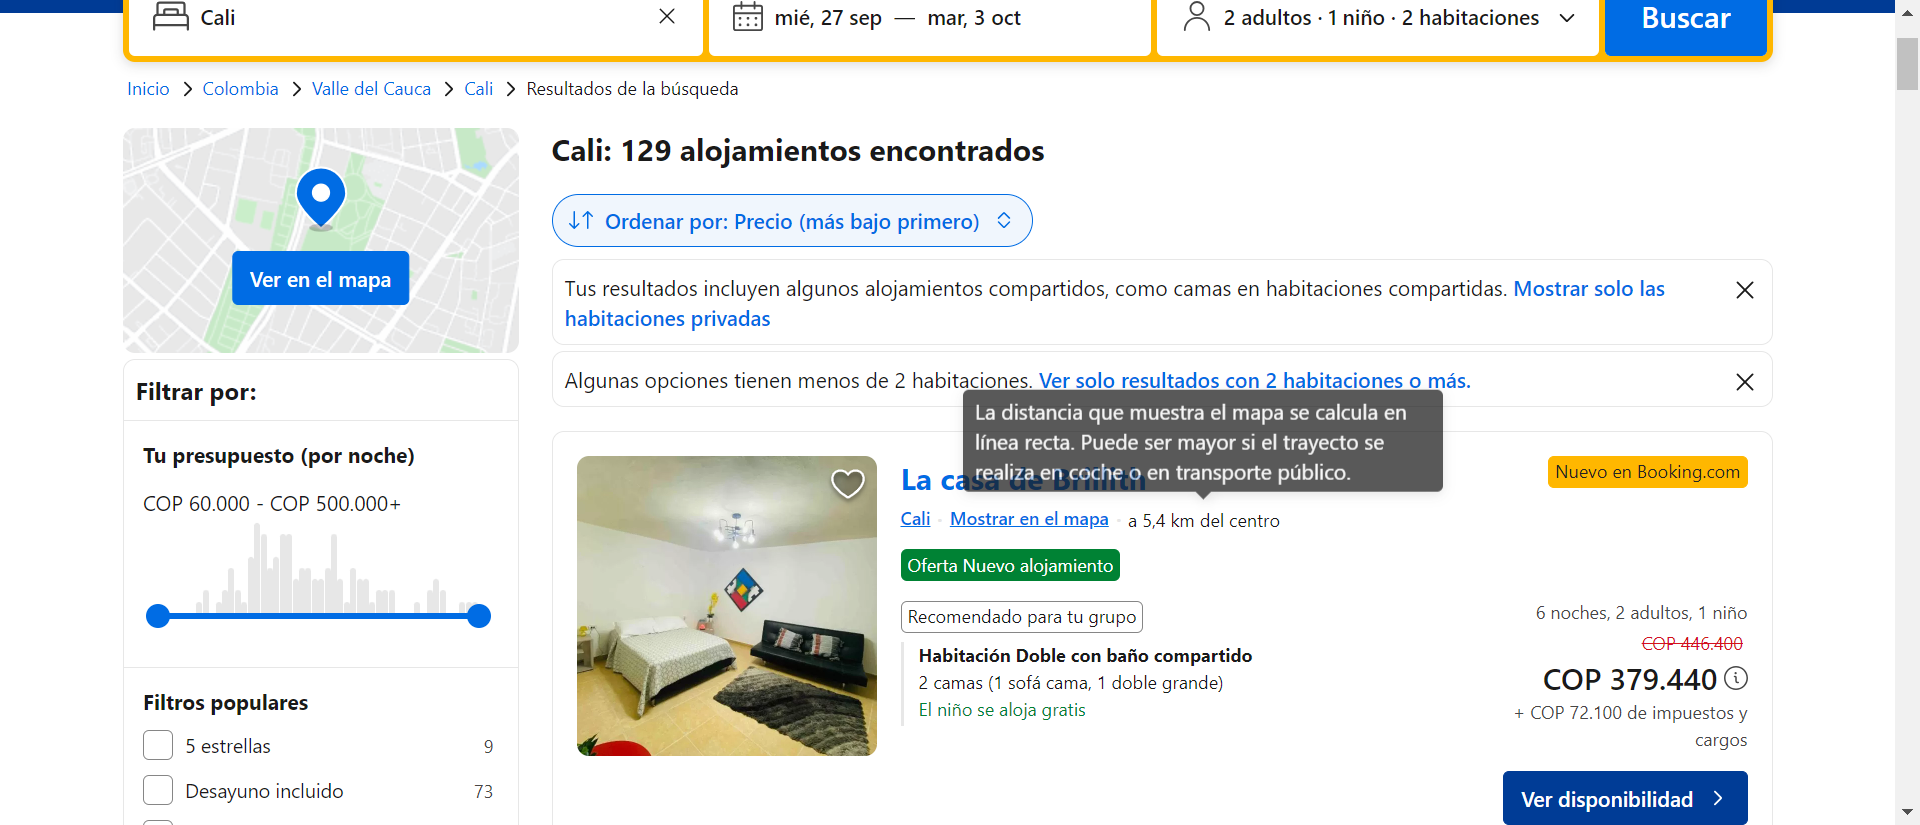 Cali
mié, 27 sep — mar, 3 oct
2 adultos · 1 niño · 2 habitaciones
Buscar
Inicio
Colombia
Valle del Cauca
Cali
Resultados de la búsqueda
Ver en el mapa
Filtrar por:
Tu presupuesto (por noche)
COP 60.000 - COP 500.000+
Filtros populares
5 estrellas 9
Desayuno incluido 73
Cali: 129 alojamientos encontrados
Ordenar por: Precio (más bajo primero)
Tus resultados incluyen algunos alojamientos compartidos, como camas en habitaciones compartidas. Mostrar solo las
habitaciones privadas
Algunas opciones tienen menos de 2 habitaciones. Ver solo resultados con 2 habitaciones o más.
La distancia que muestra el mapa se calcula en
línea recta. Puede ser mayor si el trayecto se
realiza en coche o en transporte público.
La casa de
Nuevo en Booking.com
Cali · Mostrar en el mapa · a 5,4 km del centro
Oferta Nuevo alojamiento
Recomendado para tu grupo
Habitación Doble con baño compartido
2 camas (1 sofá cama, 1 doble grande)
El niño se aloja gratis
6 noches, 2 adultos, 1 niño
COP 446.400
COP 379.440
+ COP 72.100 de impuestos y
cargos
Ver disponibilidad